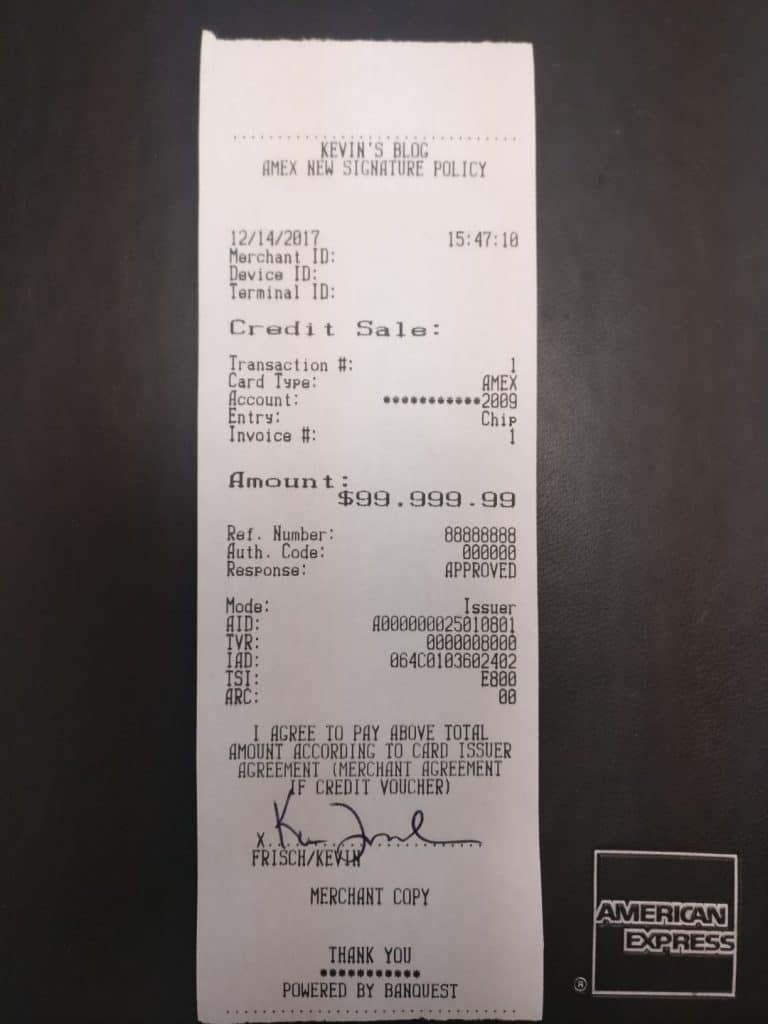 KEVIN'S BLOG
AMEX NEW SIGNATURE POLICY
12/14/2017 15:47:10
Merchant ID:
Device ID:
Terminal ID:
Credit Sale:
Transaction #: 1
Card Type: AMEX
Account: ***********2009
Entry: Chip
Invoice #: 1
Amount:
$99,999.99
Ref. Number: 88888888
Auth. Code: 000000
Response: APPROVED
Mode: Issuer
AID: A000000025010801
TVR: 0000008000
IAD: 064C0103602402
TSI: E800
ARC: 00
I AGREE TO PAY ABOVE TOTAL
AMOUNT ACCORDING TO CARD ISSUER
AGREEMENT (MERCHANT AGREEMENT
IF CREDIT VOUCHER)
X
FRISCH/KEVIN
MERCHANT COPY
THANK YOU
***********
POWERED BY BANQUEST
AMERICAN
EXPRESS
®